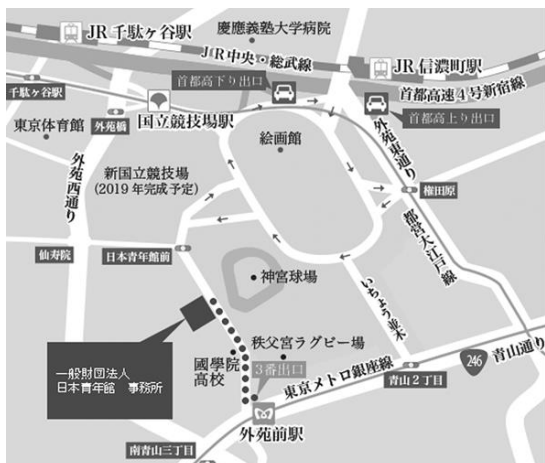 慶應義塾大学病院
JR 千駄ヶ谷駅
JR中央・総武線
JR 信濃町駅
首都高下り出口
首都高速4号新宿線
千駄ヶ谷駅
国立競技場駅
首都高上り出口
外苑橋
東京体育館
絵画館
外苑東通り
外苑西通り
新国立競技場
(2019年完成予定)
権田原
都営大江戸線
仙寿院
日本青年館前
神宮球場
いちょう並木
秩父宮ラグビー場
青山通り
246
3番出口
國學院
高校
一般財団法人
日本青年館 事務所
東京メトロ銀座線
青山2丁目
外苑前駅
南青山三丁目